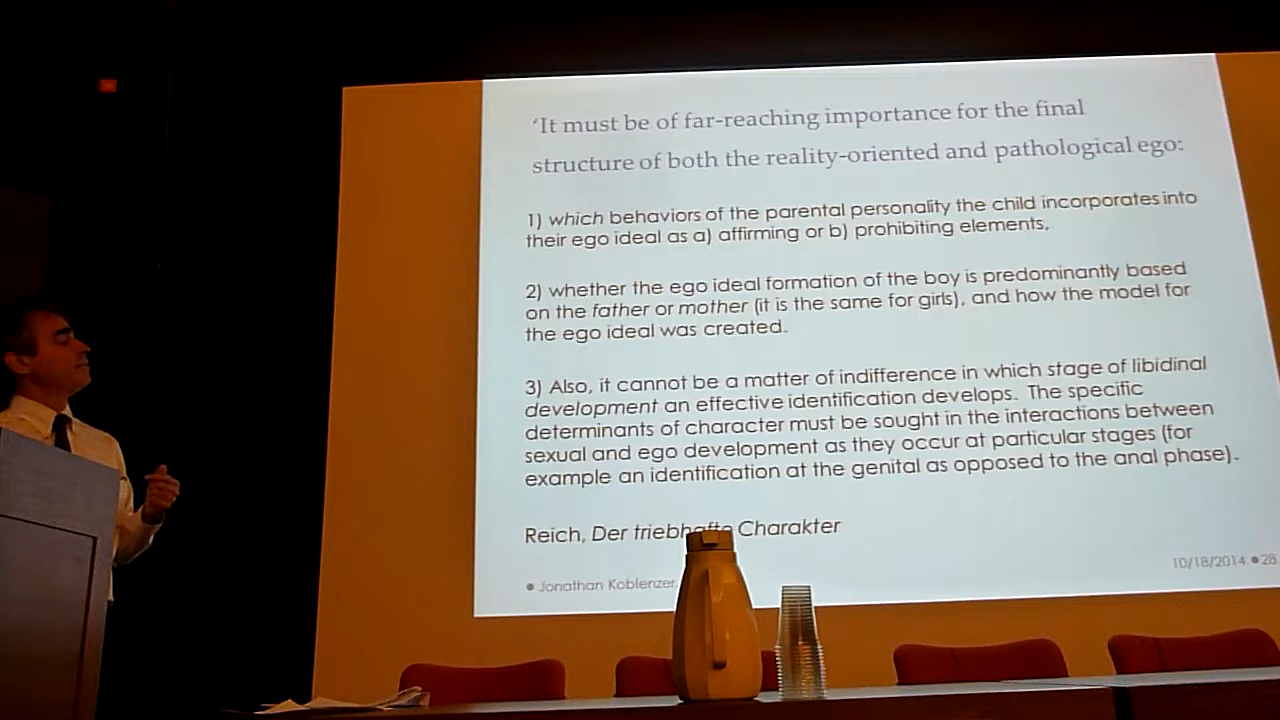 ‘It must be of far-reaching importance for the final
structure of both the reality-oriented and pathological ego:
1) which behaviors of the parental personality the child incorporates into
their ego ideal as a) affirming or b) prohibiting elements,
2) whether the ego ideal formation of the boy is predominantly based
on the father or mother (it is the same for girls), and how the model for
the ego ideal was created.
3) Also, it cannot be a matter of indifference in which stage of libidinal
development an effective identification develops. The specific
determinants of character must be sought in the interactions between
sexual and ego development as they occur at particular stages (for
example an identification at the genital as opposed to the anal phase).
Reich, Der triebhafte Charakter
• Jonathan Koblenzer
10/18/2014 • 28